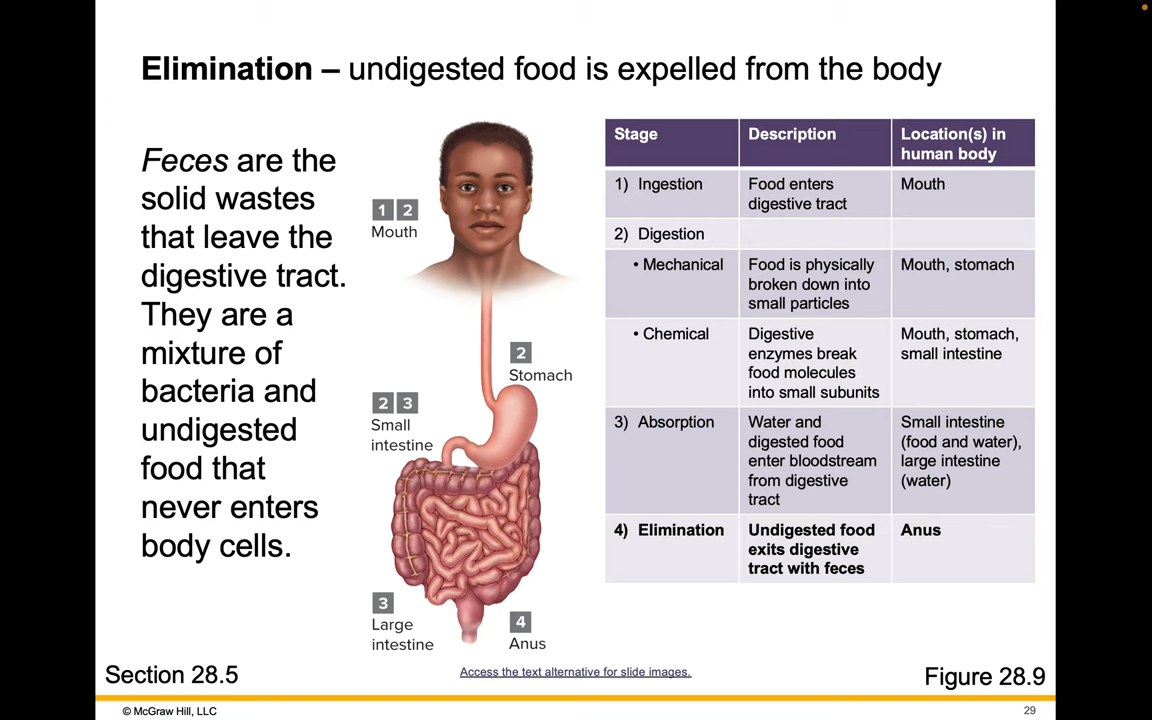 Elimination – undigested food is expelled from the body
Feces are the
solid wastes
that leave the
digestive tract.
They are a
mixture of
bacteria and
undigested
food that
never enters
body cells.
1 2
Mouth
2
Stomach
2 3
Small
intestine
3
Large
intestine
4
Anus
Stage
Description
Location(s) in
human body
1) Ingestion
Food enters
digestive tract
Mouth
2) Digestion
• Mechanical
Food is physically
broken down into
small particles
Mouth, stomach
• Chemical
Digestive
enzymes break
food molecules
into small subunits
Mouth, stomach,
small intestine
3) Absorption
Water and
digested food
enter bloodstream
from digestive
tract
Small intestine
(food and water),
large intestine
(water)
4) Elimination
Undigested food
exits digestive
tract with feces
Anus
Section 28.5
Access the text alternative for slide images.
Figure 28.9
© McGraw Hill, LLC
29